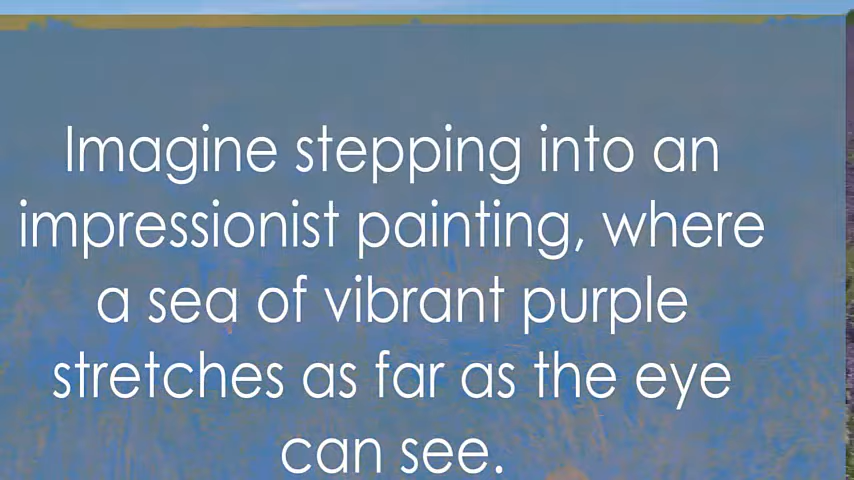 Imagine stepping into an
impressionist painting, where
a sea of vibrant purple
stretches as far as the eye
can see.